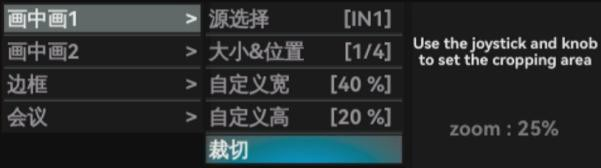 画中画1 >
画中画2 >
边框 >
会议 >
源选择 [IN1]
大小&位置 [1/4]
自定义宽 [40 %]
自定义高 [20 %]
裁切
Use the joystick and knob
to set the cropping area
zoom : 25%